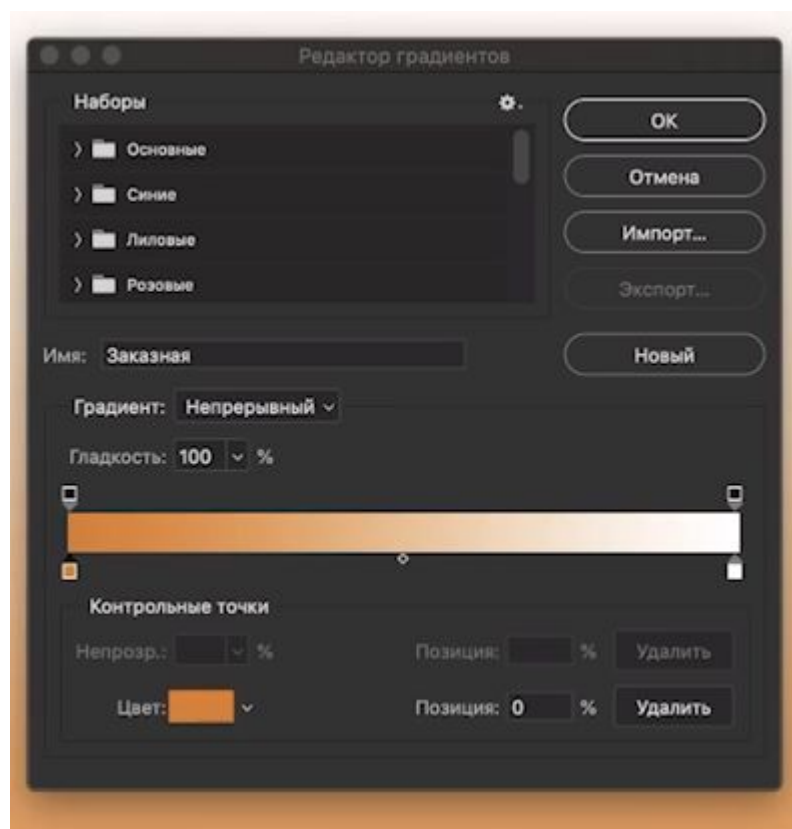 Редактор градиентов
Наборы
Основные
Синие
Лиловые
Розовые
ОК
Отмена
Импорт...
Экспорт...
Новый
Имя: Заказная
Градиент: Непрерывный
Гладкость: 100 %
Контрольные точки
Непрозр.: % Позиция: % Удалить
Цвет: Позиция: 0 % Удалить